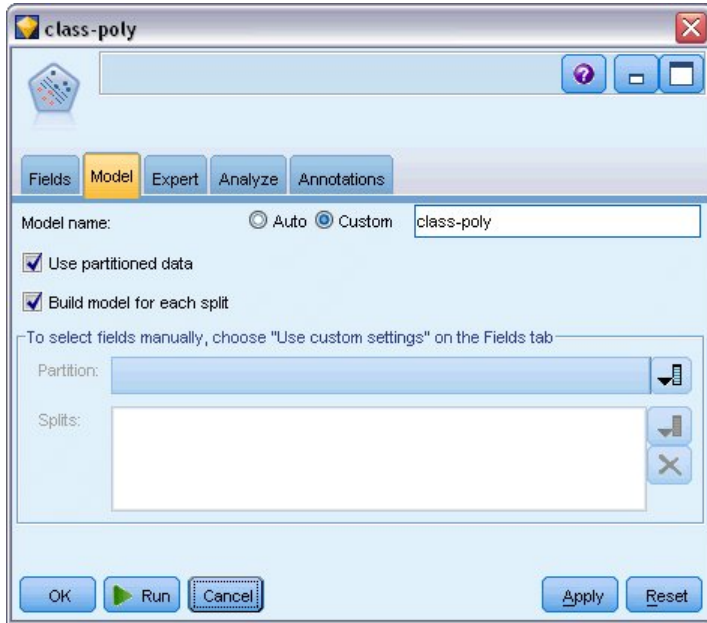 class-poly
Fields Model Expert Analyze Annotations
Model name: Auto Custom class-poly
Use partitioned data
Build model for each split
To select fields manually, choose "Use custom settings" on the Fields tab
Partition:
Splits:
OK Run Cancel Apply Reset